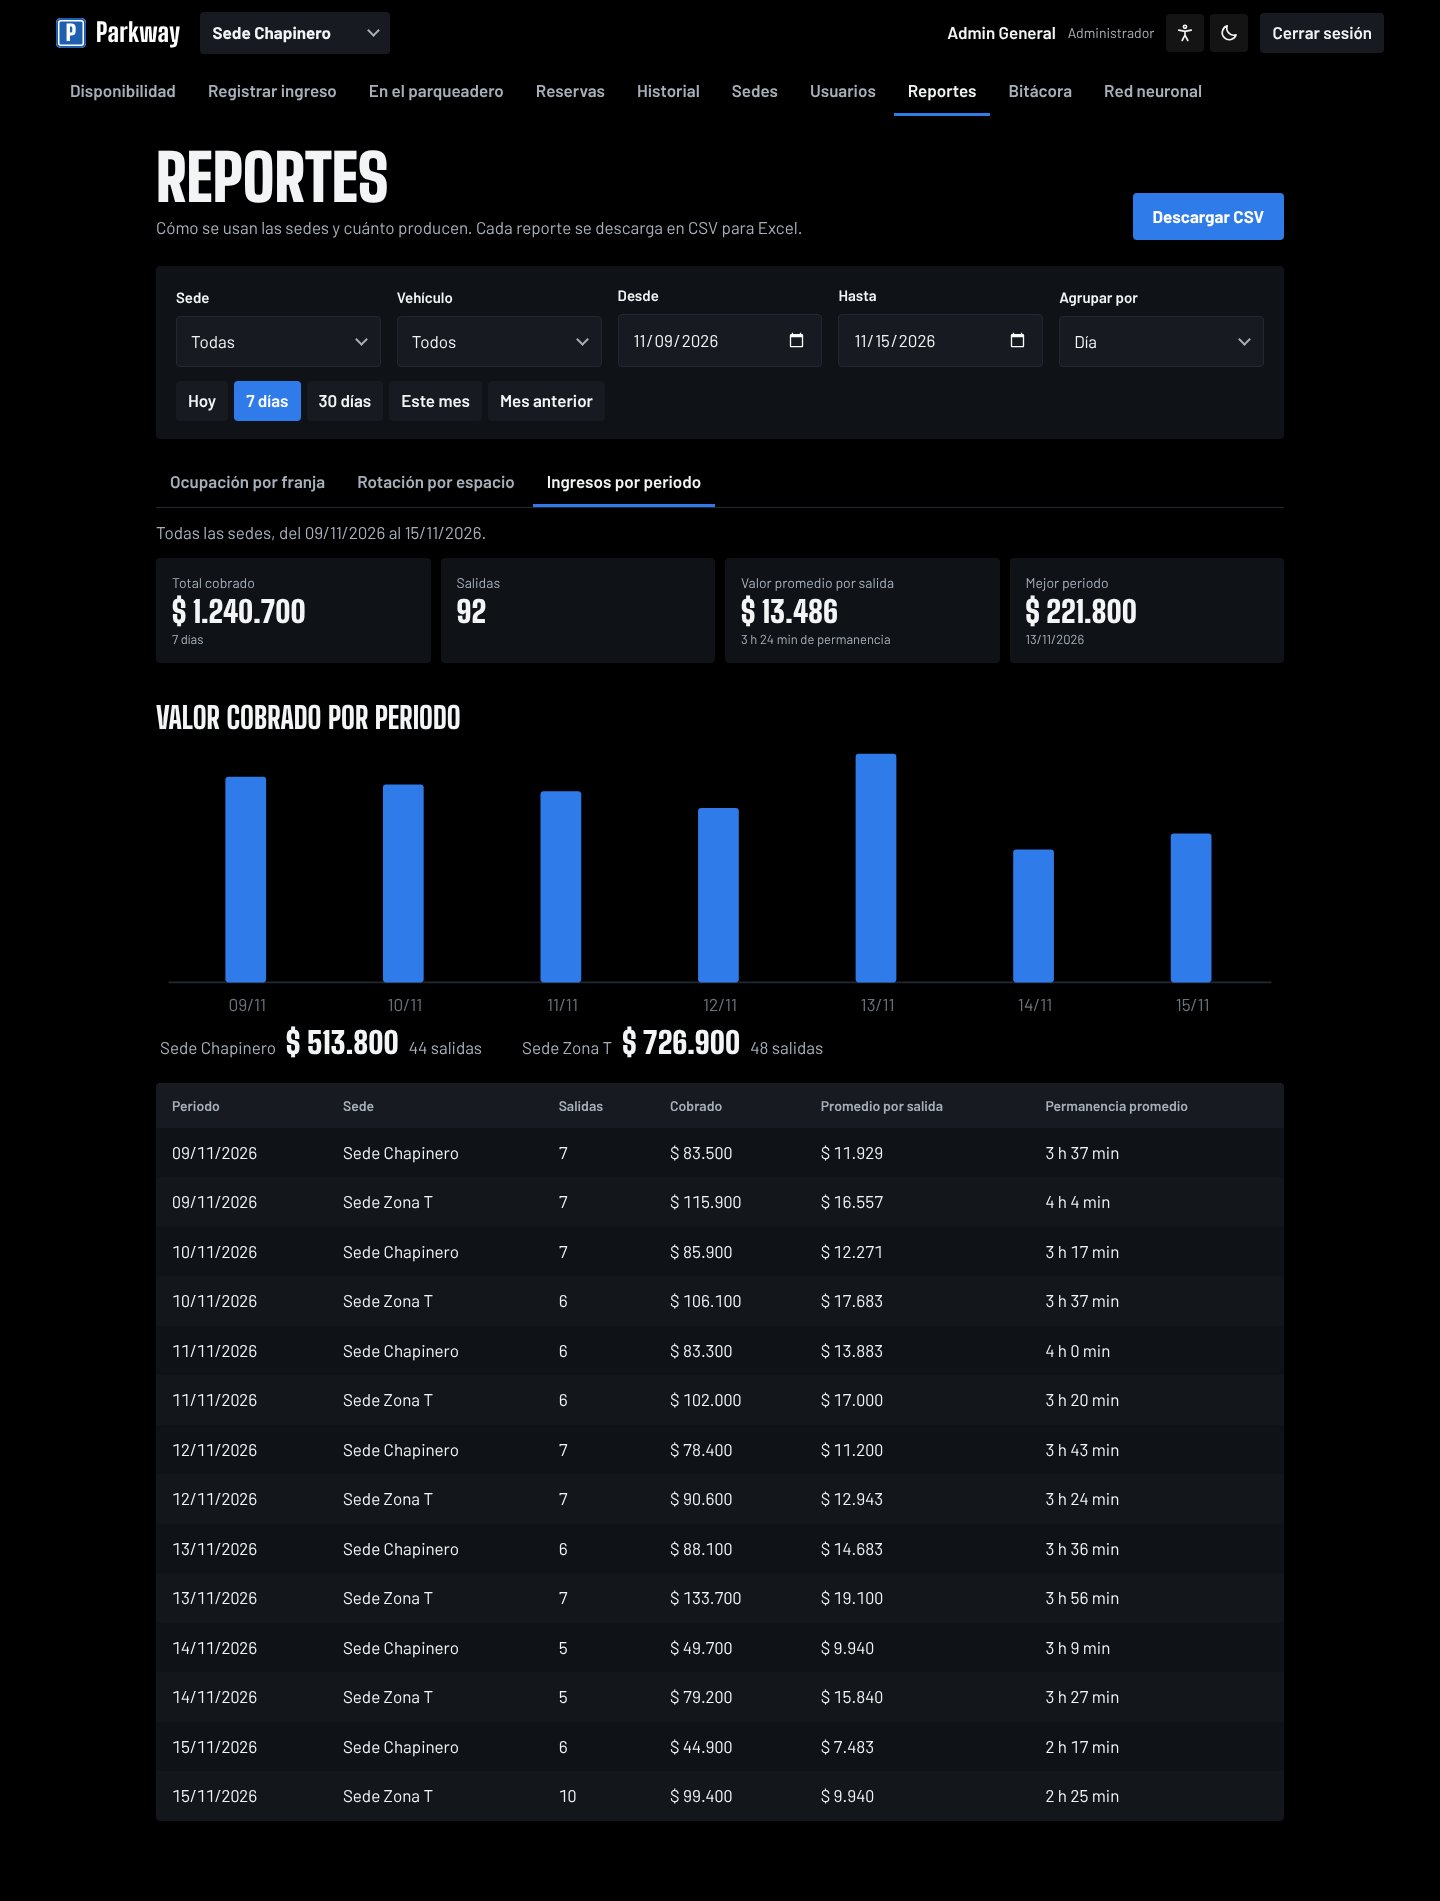 P Parkway Sede Chapinero Admin General Administrador Cerrar sesión
Disponibilidad Registrar ingreso En el parqueadero Reservas Historial Sedes Usuarios Reportes Bitácora Red neuronal
REPORTES
Cómo se usan las sedes y cuánto producen. Cada reporte se descarga en CSV para Excel.
Descargar CSV
Sede Vehículo Desde Hasta Agrupar por
Todas Todos 11/09/2026 11/15/2026 Día
Hoy 7 días 30 días Este mes Mes anterior
Ocupación por franja Rotación por espacio Ingresos por periodo
Todas las sedes, del 09/11/2026 al 15/11/2026.
Total cobrado Salidas Valor promedio por salida Mejor periodo
$ 1.240.700 92 $ 13.486 $ 221.800
7 días 3 h 24 min de permanencia 13/11/2026
VALOR COBRADO POR PERIODO
09/11 10/11 11/11 12/11 13/11 14/11 15/11
Sede Chapinero $ 513.800 44 salidas Sede Zona T $ 726.900 48 salidas
Periodo Sede Salidas Cobrado Promedio por salida Permanencia promedio
09/11/2026 Sede Chapinero 7 $ 83.500 $ 11.929 3 h 37 min
09/11/2026 Sede Zona T 7 $ 115.900 $ 16.557 4 h 4 min
10/11/2026 Sede Chapinero 7 $ 85.900 $ 12.271 3 h 17 min
10/11/2026 Sede Zona T 6 $ 106.100 $ 17.683 3 h 37 min
11/11/2026 Sede Chapinero 6 $ 83.300 $ 13.883 4 h 0 min
11/11/2026 Sede Zona T 6 $ 102.000 $ 17.000 3 h 20 min
12/11/2026 Sede Chapinero 7 $ 78.400 $ 11.200 3 h 43 min
12/11/2026 Sede Zona T 7 $ 90.600 $ 12.943 3 h 24 min
13/11/2026 Sede Chapinero 6 $ 88.100 $ 14.683 3 h 36 min
13/11/2026 Sede Zona T 7 $ 133.700 $ 19.100 3 h 56 min
14/11/2026 Sede Chapinero 5 $ 49.700 $ 9.940 3 h 9 min
14/11/2026 Sede Zona T 5 $ 79.200 $ 15.840 3 h 27 min
15/11/2026 Sede Chapinero 6 $ 44.900 $ 7.483 2 h 17 min
15/11/2026 Sede Zona T 10 $ 99.400 $ 9.940 2 h 25 min